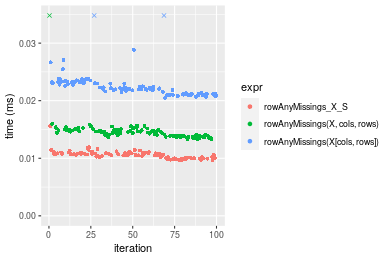 0.03
0.02
0.01
0.00
time (ms)
0
25
50
75
100
iteration
expr
rowAnyMissings_X_S
rowAnyMissings(X, cols, rows)
rowAnyMissings(X[cols, rows])